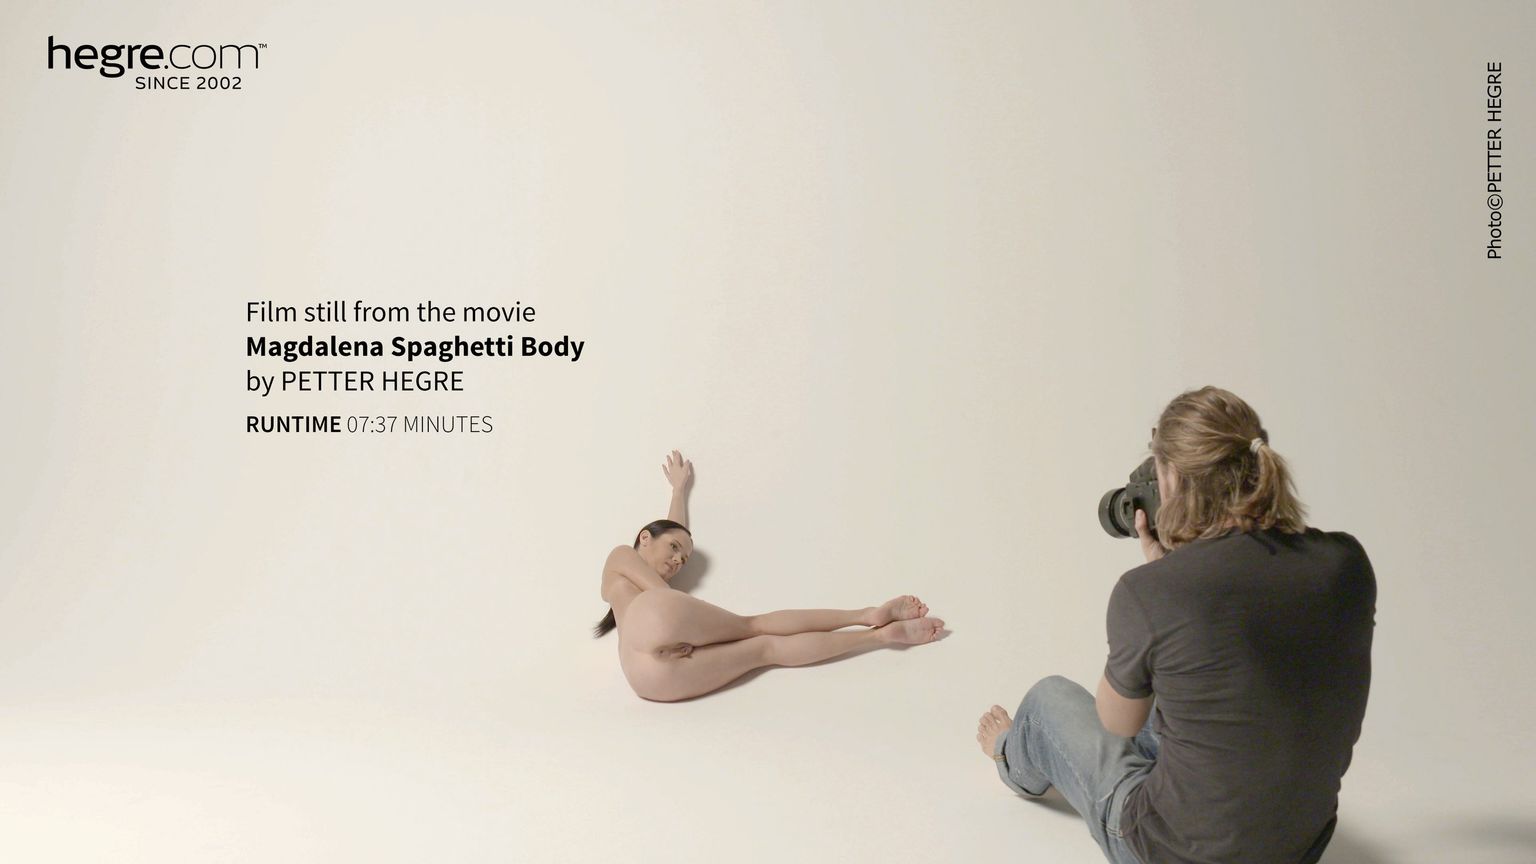 hegre.com™
SINCE 2002
Photo©PETTER HEGRE
Film still from the movie
Magdalena Spaghetti Body
by PETTER HEGRE
RUNTIME 07:37 MINUTES